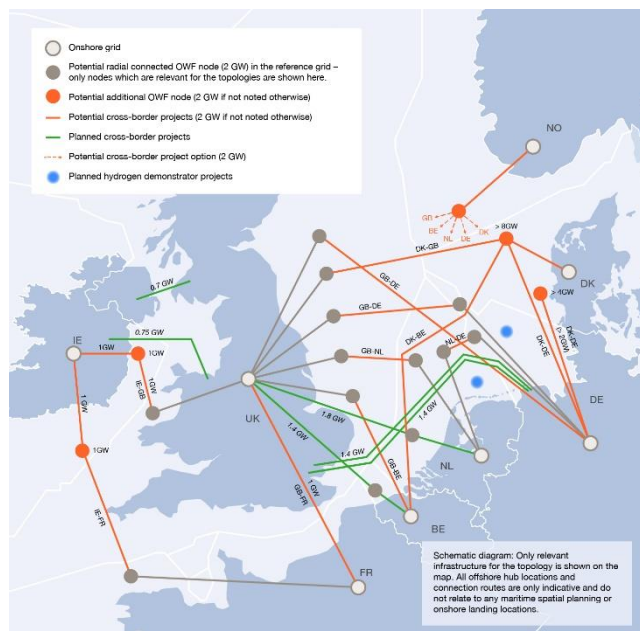 Onshore grid
Potential radial connected OWF node (2 GW) in the reference grid –
only nodes which are relevant for the topologies are shown here.
Potential additional OWF node (2 GW if not noted otherwise)
Potential cross-border projects (2 GW if not noted otherwise)
Planned cross-border projects
Potential cross-border project option (2 GW)
Planned hydrogen demonstrator projects
NO
GB
BE
NL
DE
DK
> 8GW
DK-GB
DK
GB-DE
> 4GW
0.7 GW
GB-DE
DK-BE
NL-DE
DK-DE
DK-DE
(> 2GW)
0.75 GW
IE
1GW
1GW
GB-NL
1GW
IE-GB
UK
1.8 GW
1.4 GW
DE
1 GW
1.4 GW
1GW
1.4 GW
NL
GB-BE
1 GW
GB-FR
BE
IE-FR
FR
Schematic diagram: Only relevant
infrastructure for the topology is shown on the
map. All offshore hub locations and
connection routes are only indicative and do
not relate to any maritime spatial planning or
onshore landing locations.